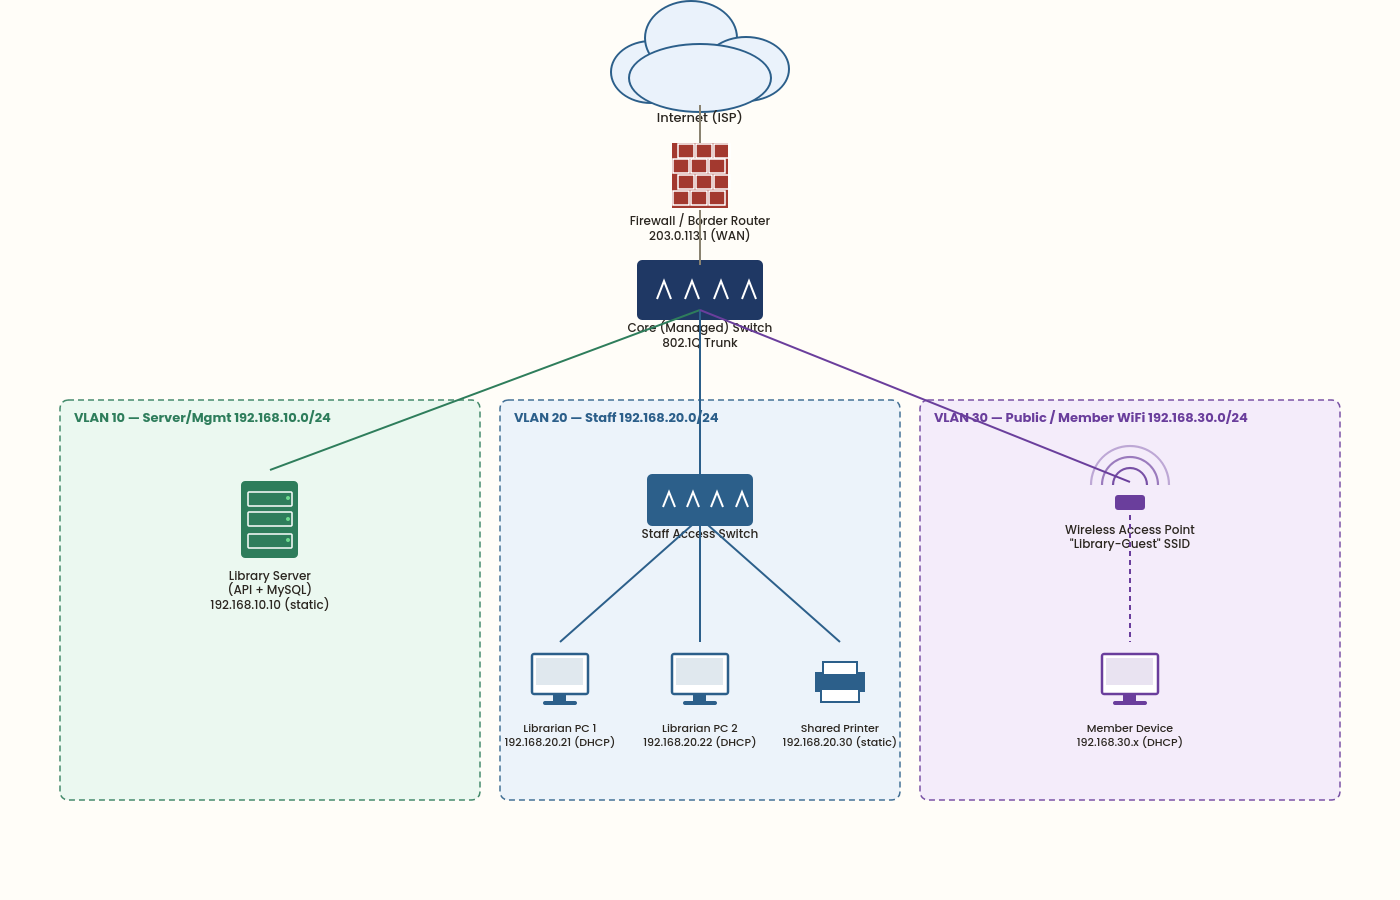 Internet (ISP)
Firewall / Border Router
203.0.113.1 (WAN)
Core (Managed) Switch
802.1Q Trunk
VLAN 10 — Server/Mgmt 192.168.10.0/24
VLAN 20 — Staff 192.168.20.0/24
VLAN 30 — Public / Member WiFi 192.168.30.0/24
Library Server
(API + MySQL)
192.168.10.10 (static)
Staff Access Switch
Wireless Access Point
"Library-Guest" SSID
Librarian PC 1
192.168.20.21 (DHCP)
Librarian PC 2
192.168.20.22 (DHCP)
Shared Printer
192.168.20.30 (static)
Member Device
192.168.30.x (DHCP)